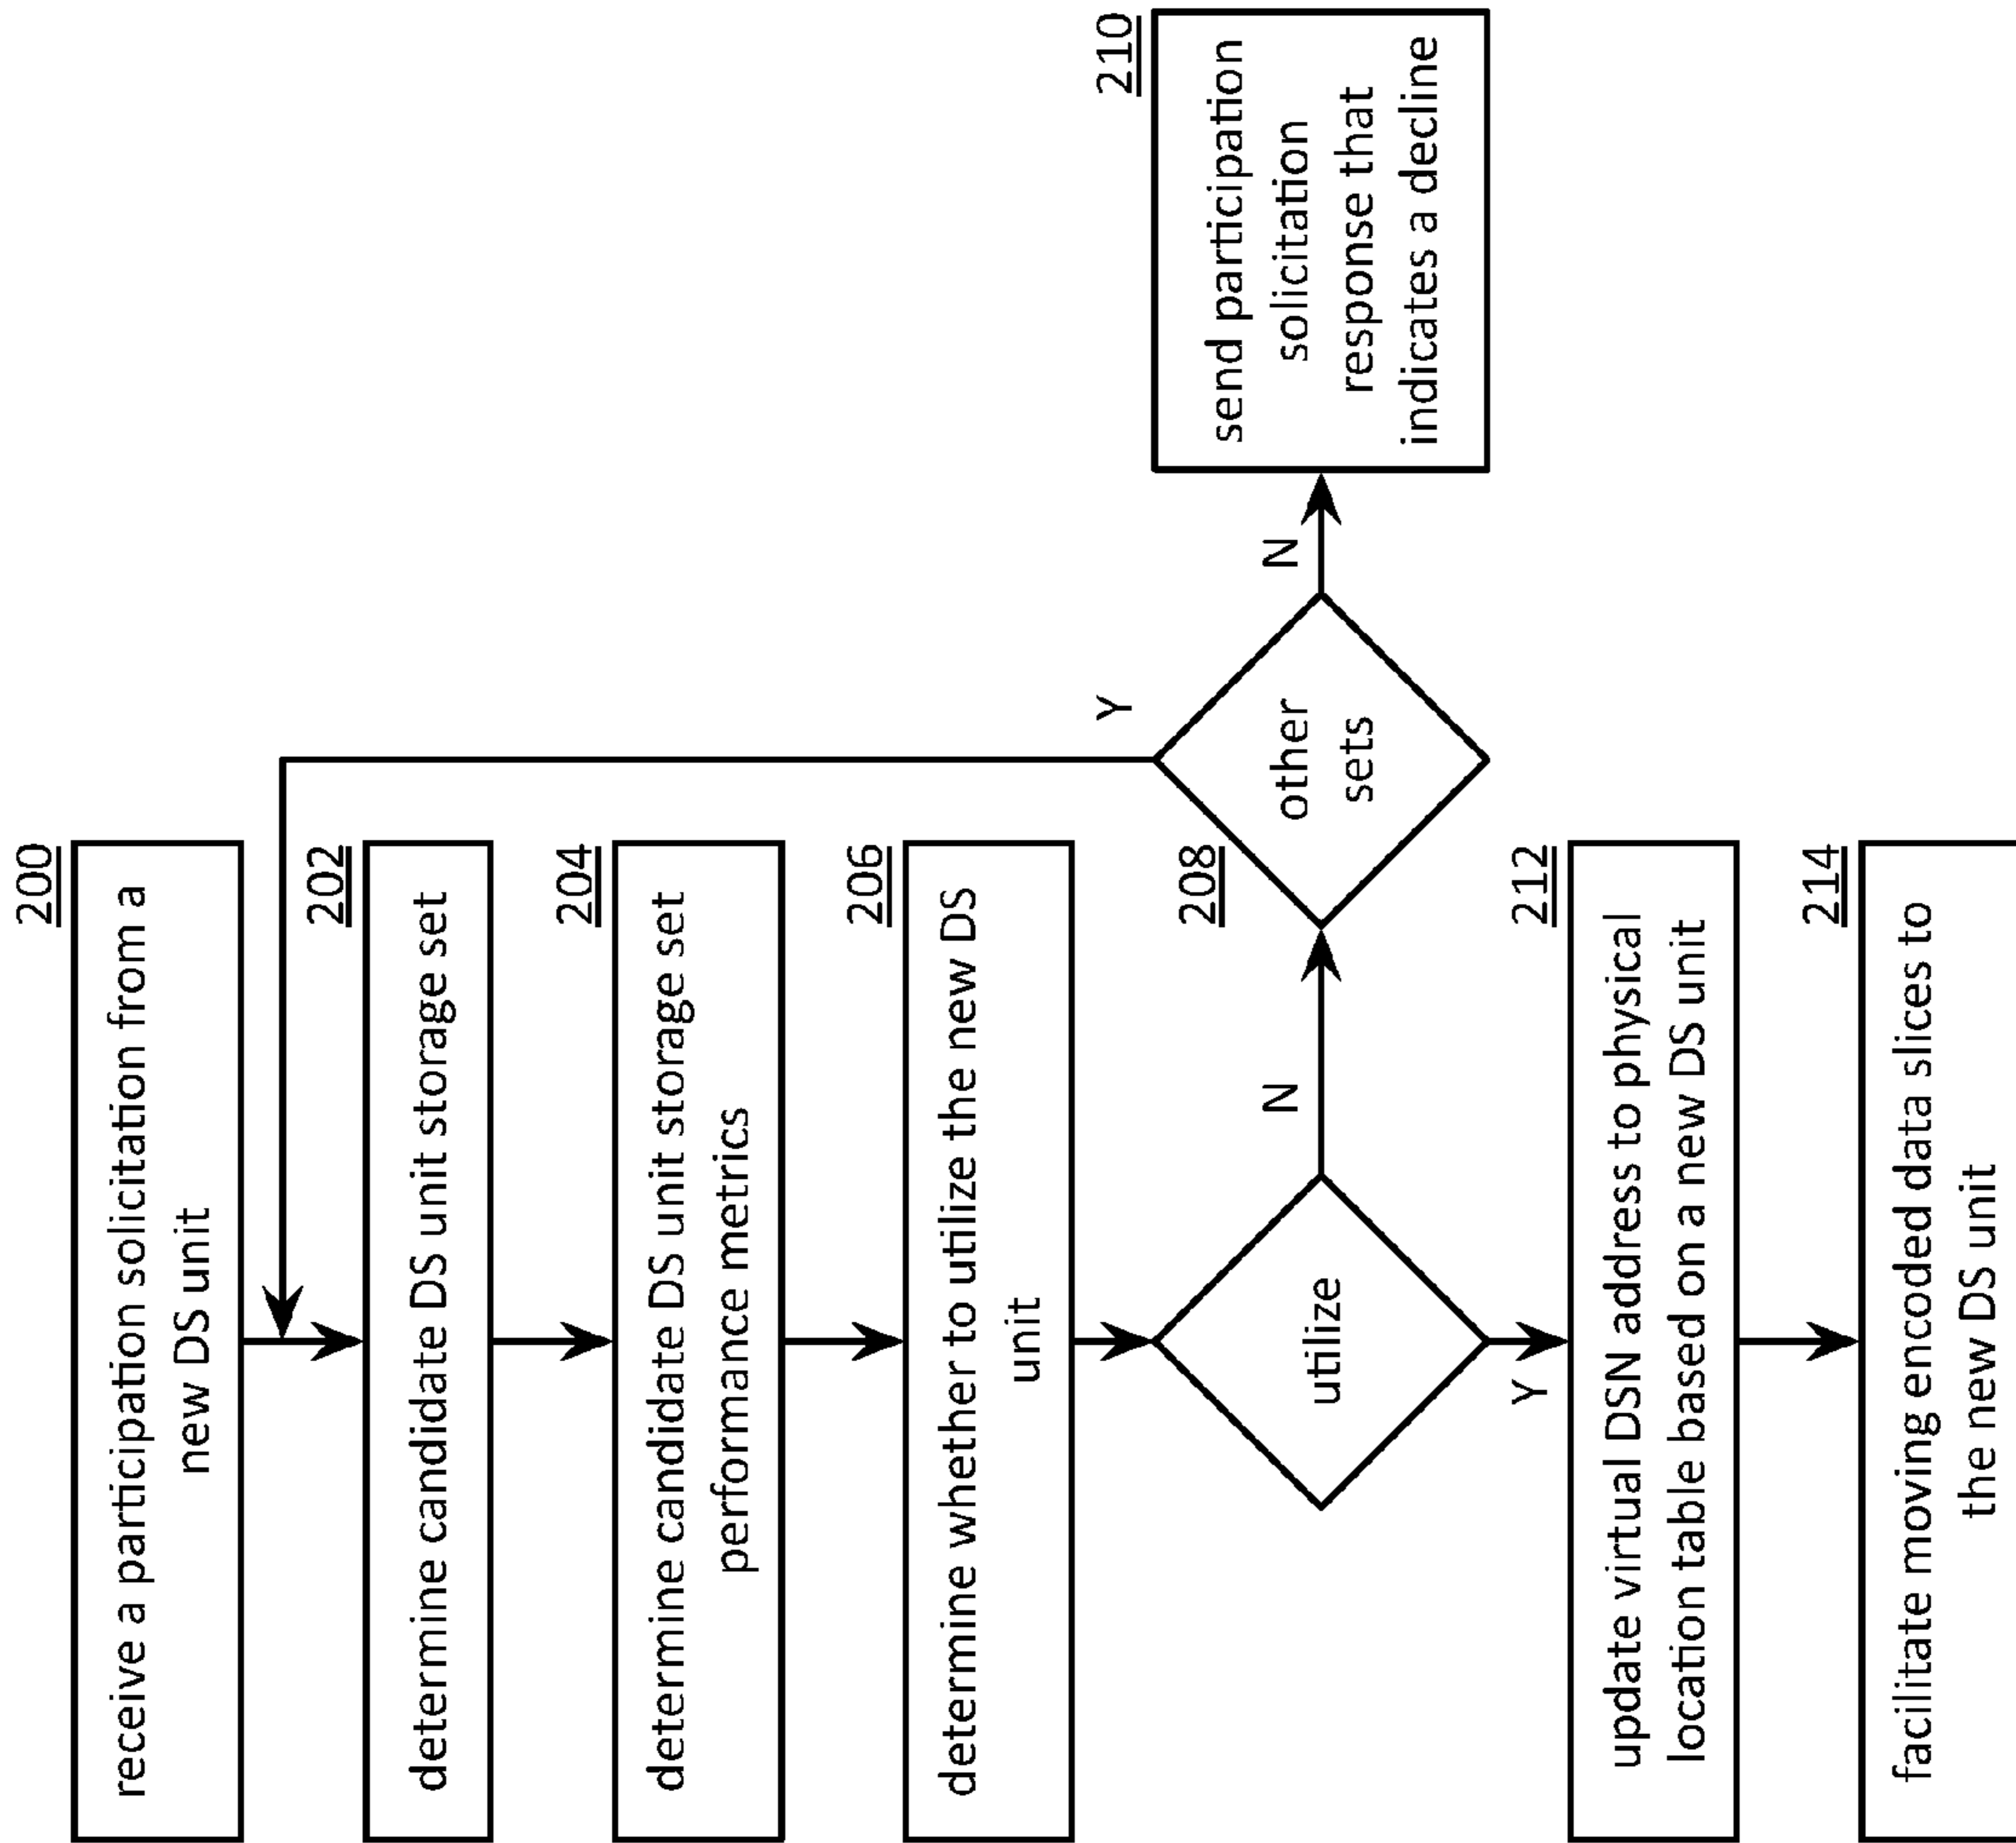 200
receive a participation solicitation from a
new DS unit
202
determine candidate DS unit storage set
204
determine candidate DS unit storage set
performance metrics
206
determine whether to utilize the new DS
unit
utilize
N
Y
208
other
sets
Y
N
210
send participation
solicitation
response that
indicates a decline
212
update virtual DSN address to physical
location table based on a new DS unit
214
facilitate moving encoded data slices to
the new DS unit